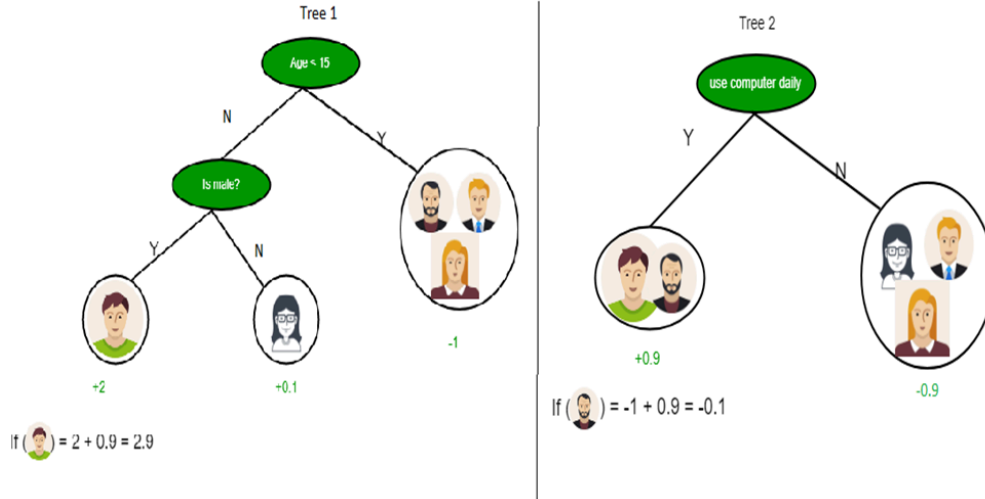 Tree 1
Age < 15
N
Y
Is male?
Y
N
+2
+0.1
-1
If ( ) = 2 + 0.9 = 2.9
Tree 2
use computer daily
Y
N
+0.9
-0.9
If ( ) = -1 + 0.9 = -0.1